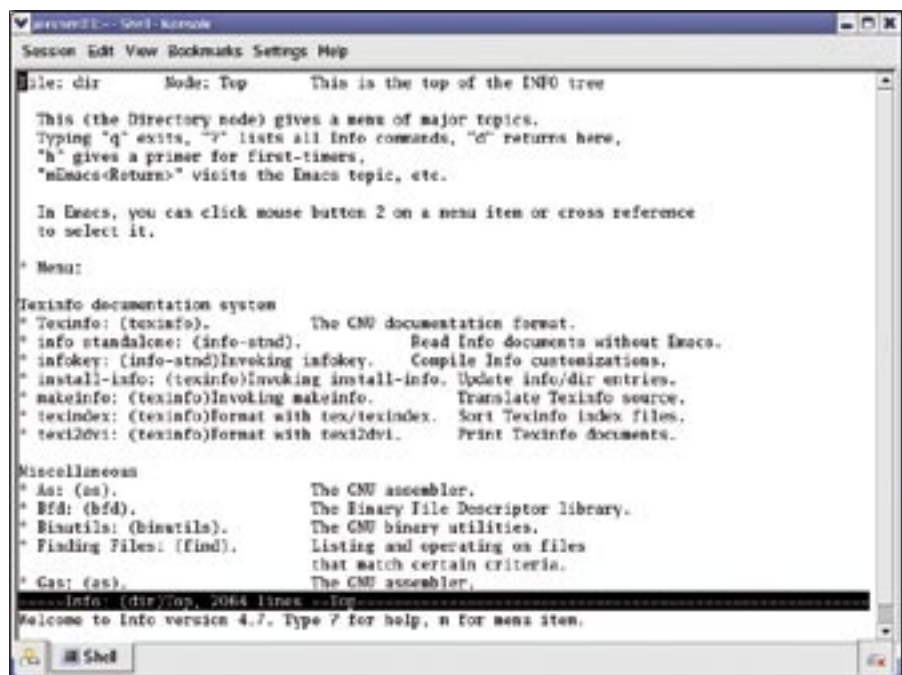 Shell - Konsole
Session Edit View Bookmarks Settings Help
File: dir Node: Top This is the top of the INFO tree
This (the Directory node) gives a menu of major topics.
Typing "q" exits, "?" lists all Info commands, "d" returns here,
"h" gives a primer for first-timers,
"mEmacs<Return>" visits the Emacs topic, etc.
In Emacs, you can click mouse button 2 on a menu item or cross reference
to select it.
* Menu:
Texinfo documentation system
* Texinfo: (texinfo). The GNU documentation format.
* info standalone: (info-stnd). Read Info documents without Emacs.
* infokey: (info-stnd)Invoking infokey. Compile Info customizations.
* install-info: (texinfo)Invoking install-info. Update info/dir entries.
* makeinfo: (texinfo)Invoking makeinfo. Translate Texinfo source.
* texindex: (texinfo)Format with tex/texindex. Sort Texinfo index files.
* texi2dvi: (texinfo)Format with texi2dvi. Print Texinfo documents.
Miscellaneous
* As: (as). The GNU assembler.
* Bfd: (bfd). The Binary File Descriptor library.
* Binutils: (binutils). The GNU binary utilities.
* Finding Files: (find). Listing and operating on files
that match certain criteria.
* Gas: (as). The GNU assembler.
-----Info: (dir)Top, 2064 lines --Top-----
Welcome to Info version 4.7. Type ? for help, m for menu item.
Shell